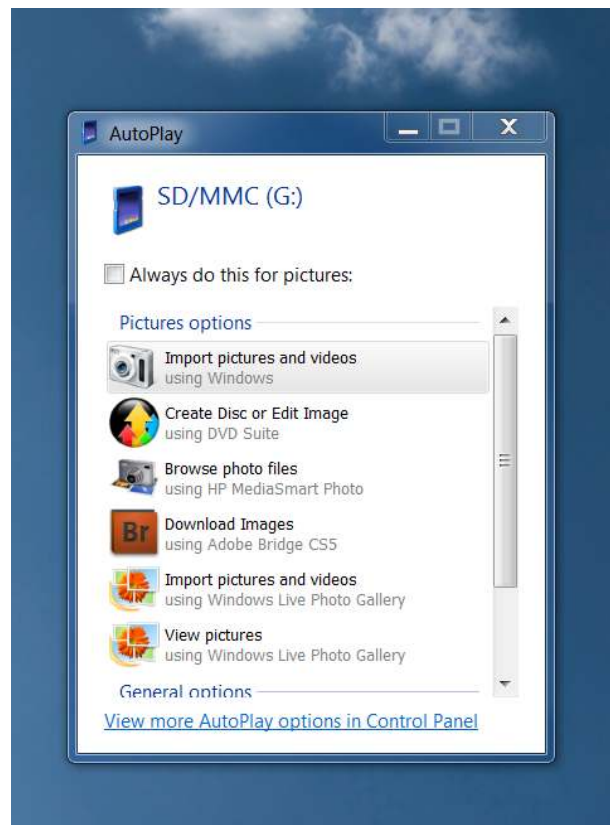 AutoPlay
SD/MMC (G:)
Always do this for pictures:
Pictures options
Import pictures and videos
using Windows
Create Disc or Edit Image
using DVD Suite
Browse photo files
using HP MediaSmart Photo
Br
Download Images
using Adobe Bridge CS5
Import pictures and videos
using Windows Live Photo Gallery
View pictures
using Windows Live Photo Gallery
General options
View more AutoPlay options in Control Panel